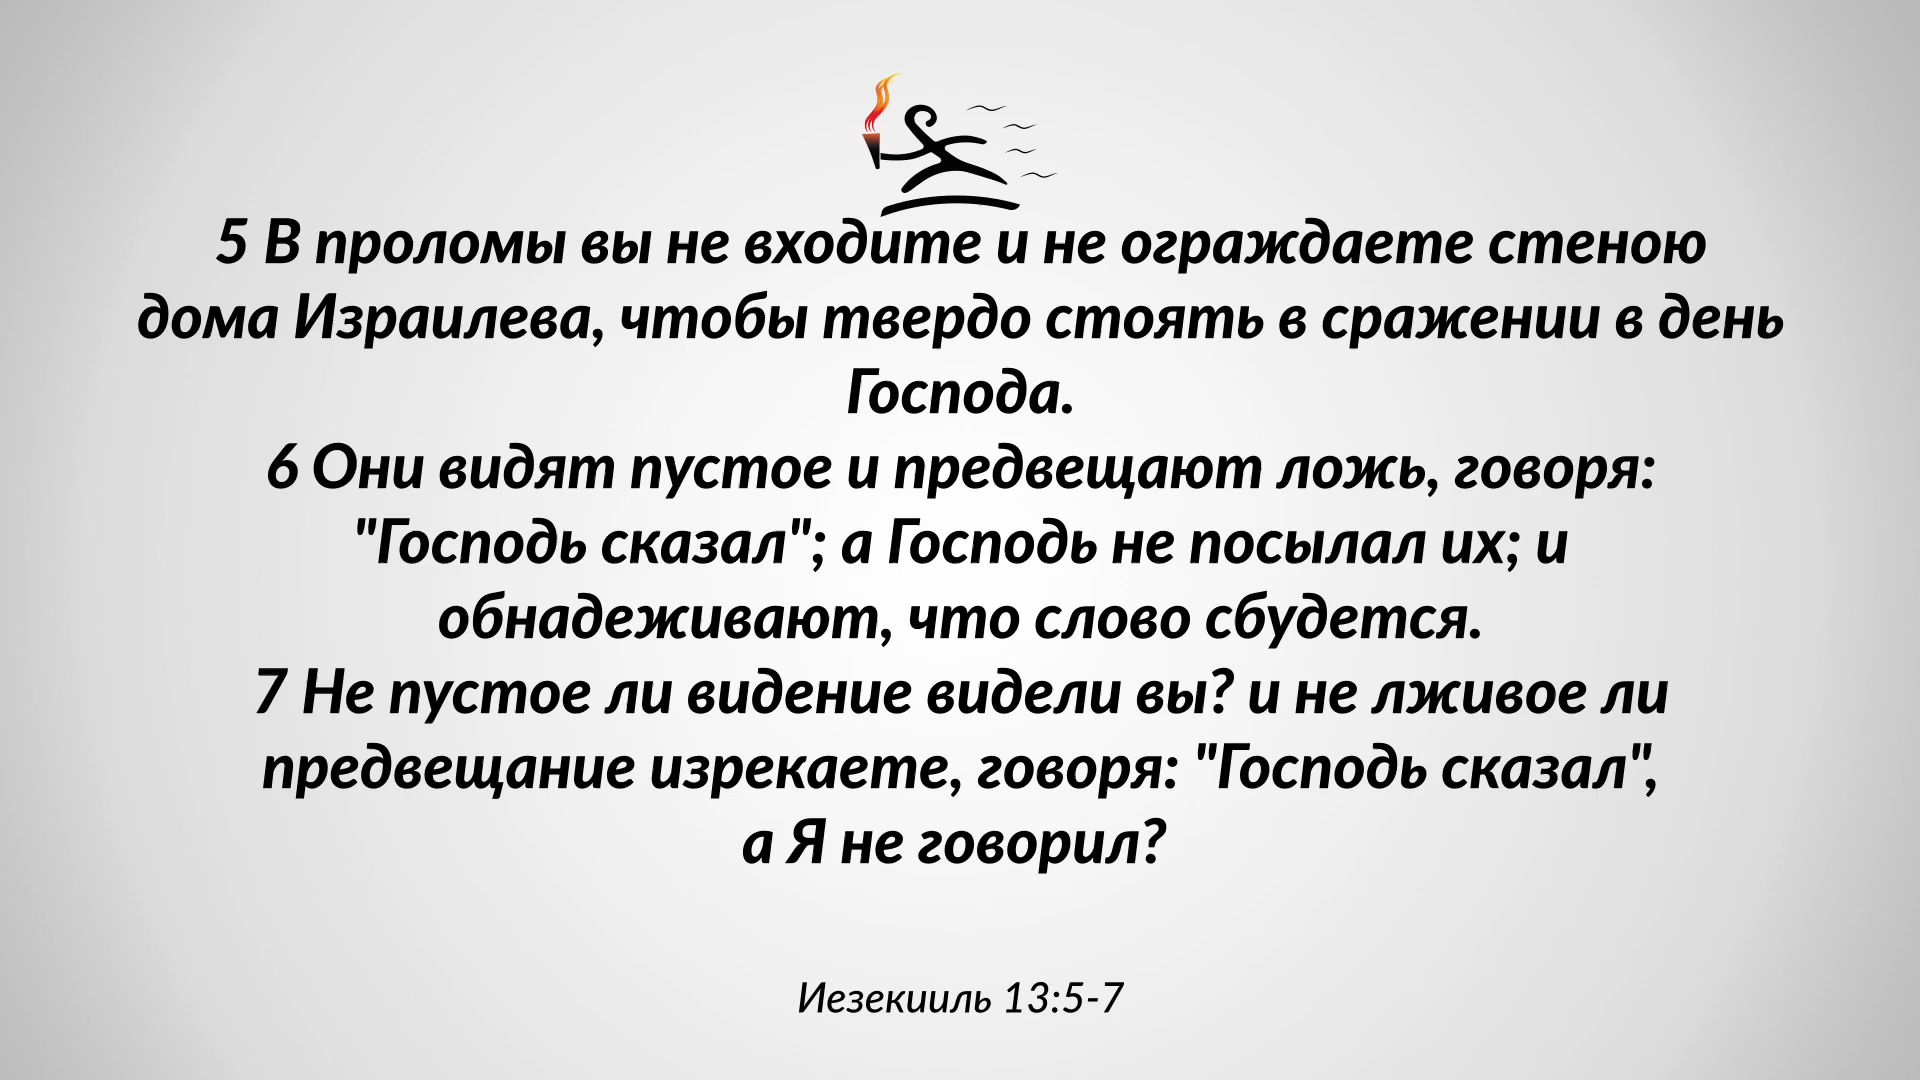 5 В проломы вы не входите и не ограждаете стеною
дома Израилева, чтобы твердо стоять в сражении в день
Господа.
6 Они видят пустое и предвещают ложь, говоря:
"Господь сказал"; а Господь не посылал их; и
обнадеживают, что слово сбудется.
7 Не пустое ли видение видели вы? и не лживое ли
предвещание изрекаете, говоря: "Господь сказал",
а Я не говорил?
Иезекииль 13:5-7